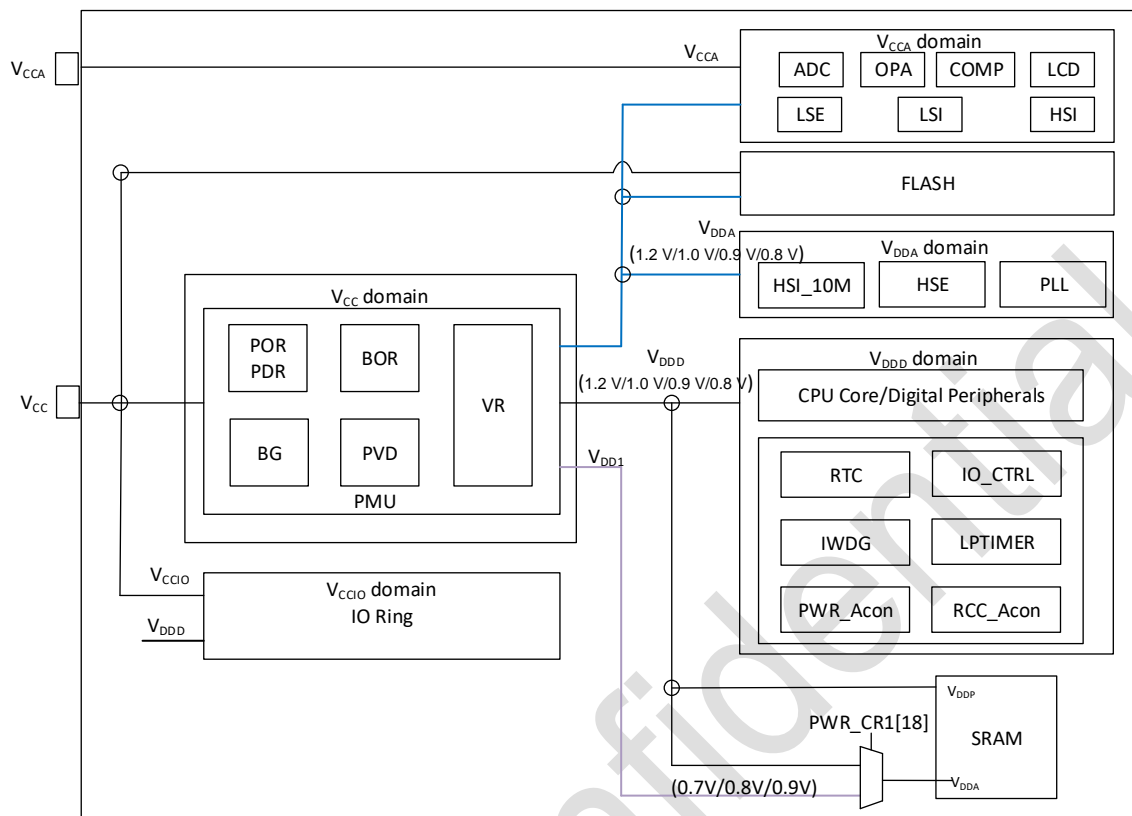 VCCA
VCCA
VCCA domain
ADC
OPA
COMP
LCD
LSE
LSI
HSI
FLASH
VDDA
(1.2 V/1.0 V/0.9 V/0.8 V)
VDDA domain
HSI_10M
HSE
PLL
VCC
VCC domain
POR
PDR
BOR
VR
BG
PVD
PMU
VDDD
(1.2 V/1.0 V/0.9 V/0.8 V)
VDD1
VDDD domain
CPU Core/Digital Peripherals
RTC
IO_CTRL
IWDG
LPTIMER
PWR_Acon
RCC_Acon
VCCIO
VDDD
VCCIO domain
IO Ring
PWR_CR1[18]
(0.7V/0.8V/0.9V)
VDDP
SRAM
VDDA